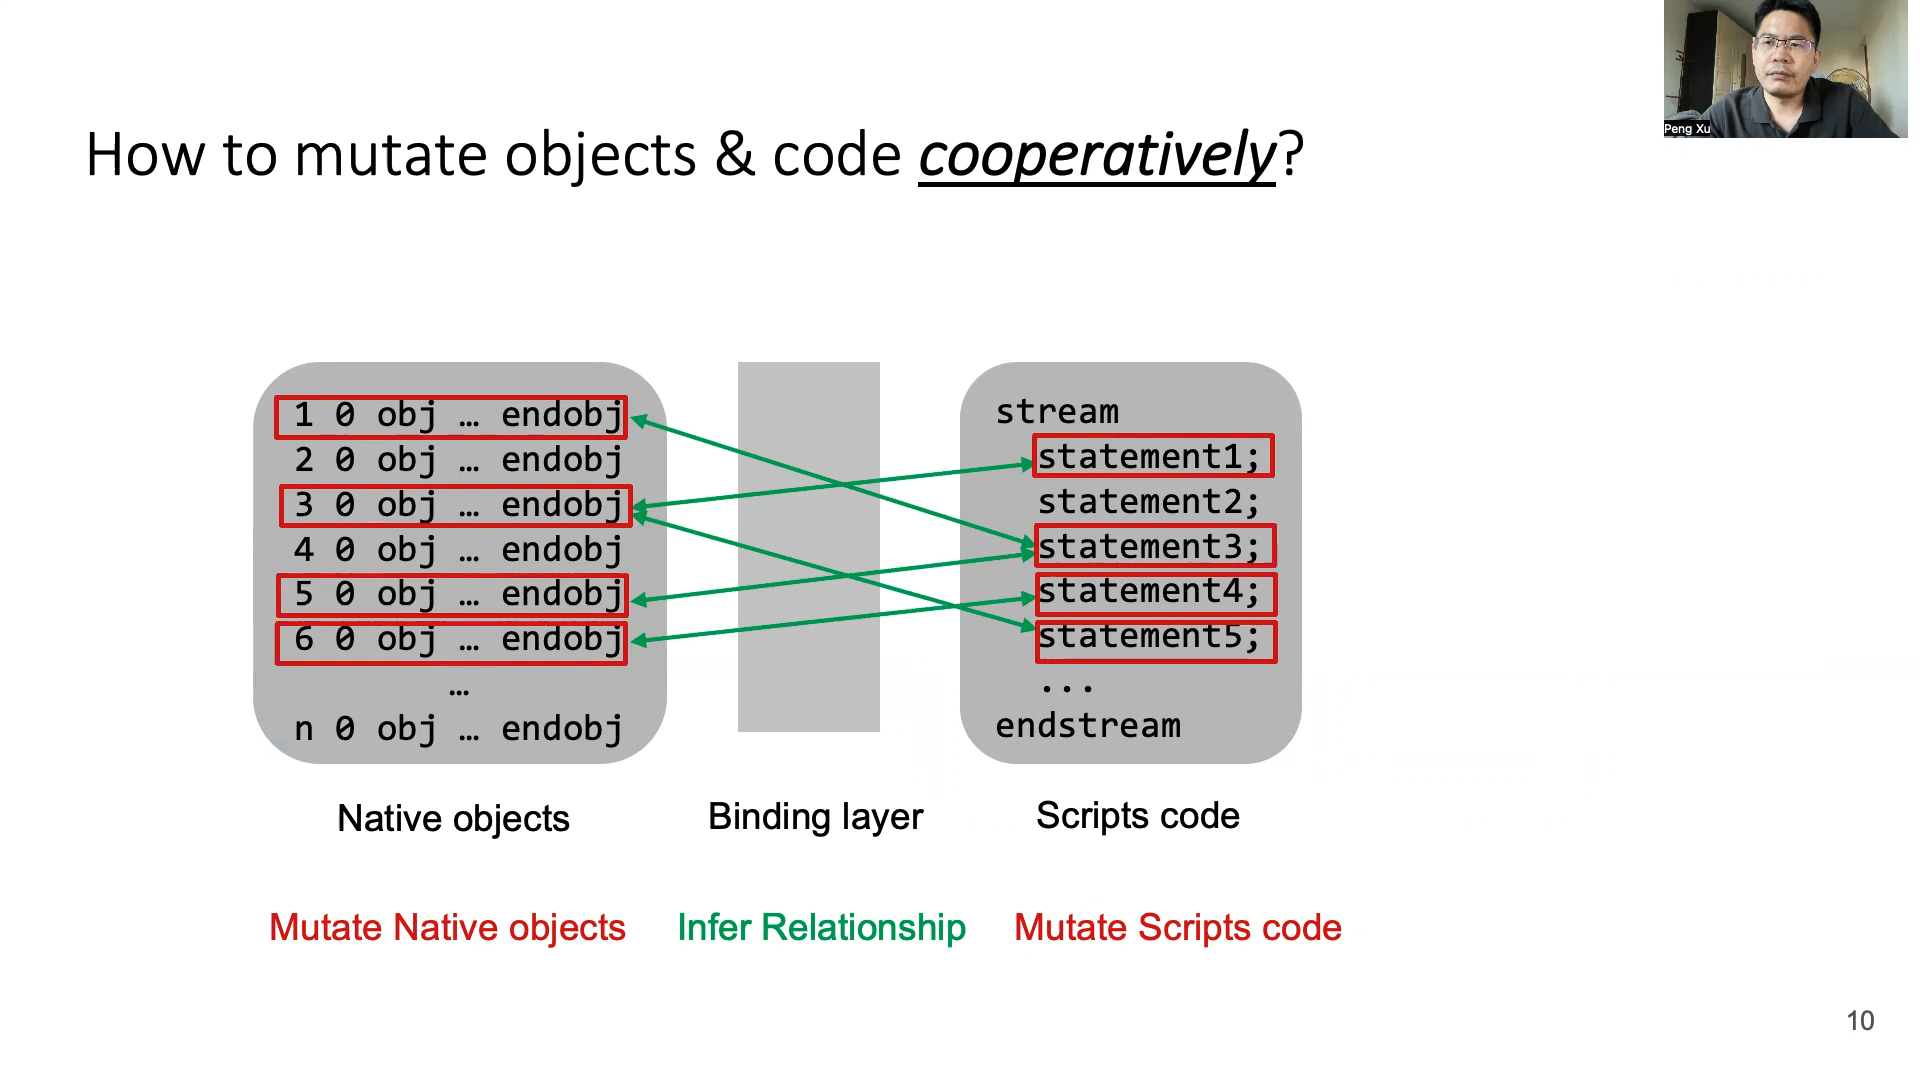 Peng Xu
How to mutate objects & code cooperatively?
1 0 obj … endobj
2 0 obj … endobj
3 0 obj … endobj
4 0 obj … endobj
5 0 obj … endobj
6 0 obj … endobj
…
n 0 obj … endobj
stream
statement1;
statement2;
statement3;
statement4;
statement5;
...
endstream
Native objects
Binding layer
Scripts code
Mutate Native objects
Infer Relationship
Mutate Scripts code
10